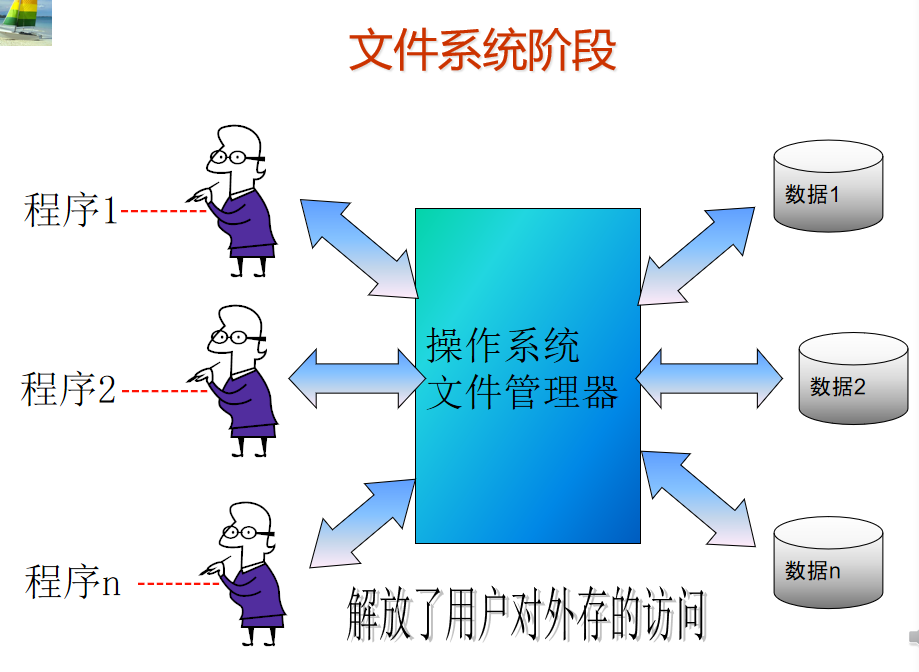 文件系统阶段
程序1
数据1
操作系统
文件管理器
程序2
数据2
程序n
数据n
解放了用户对外存的访问